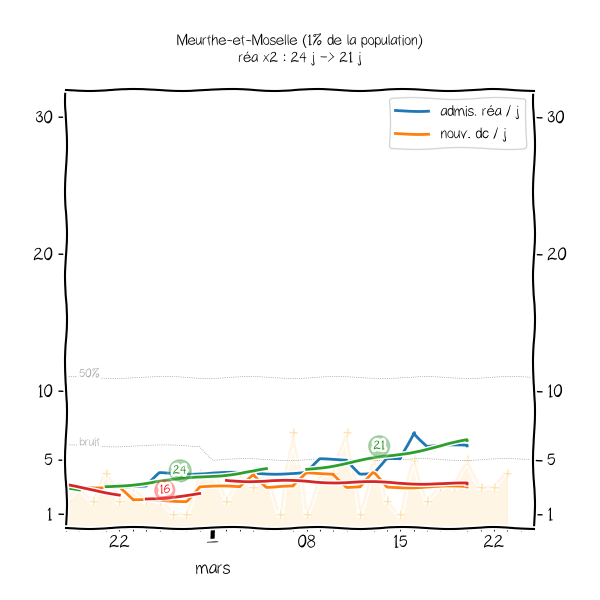 Meurthe-et-Moselle (1% de la population)
réa x2 : 24 j -> 21 j
admis. réa / j
nouv. dc / j
30 30
20 20
50%
10 10
bruit
21
5 5
24
16
1 1
22 1 08 15 22
mars